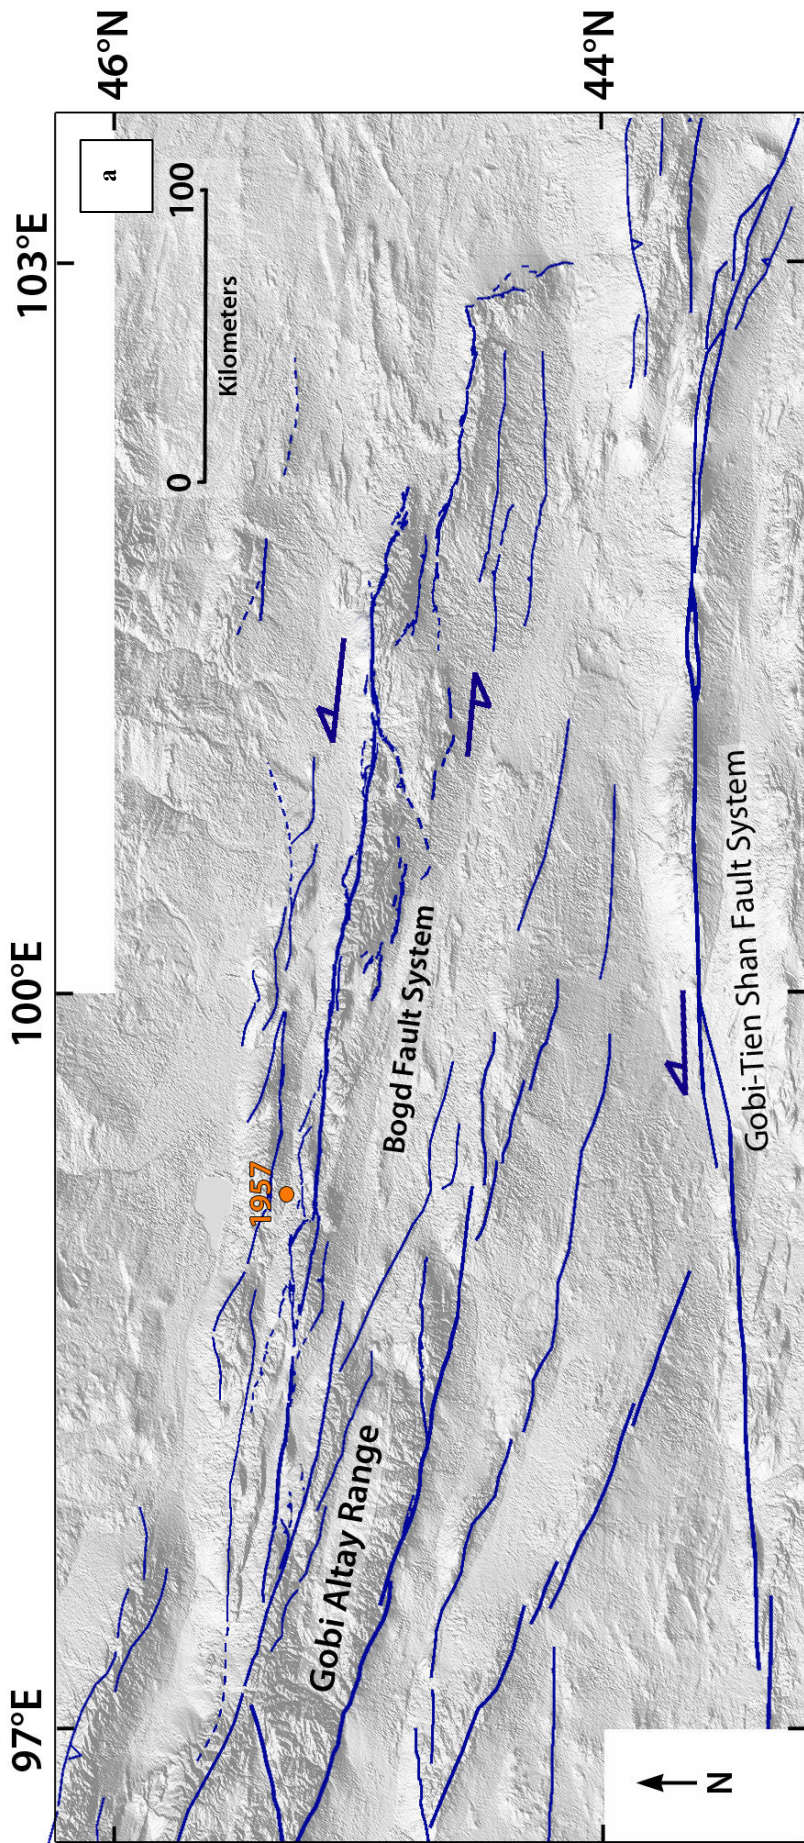 97°E
100°E
103°E
46°N
44°N
a
0
100
Kilometers
1957
Gobi Altay Range
Bogd Fault System
Gobi-Tien Shan Fault System
N